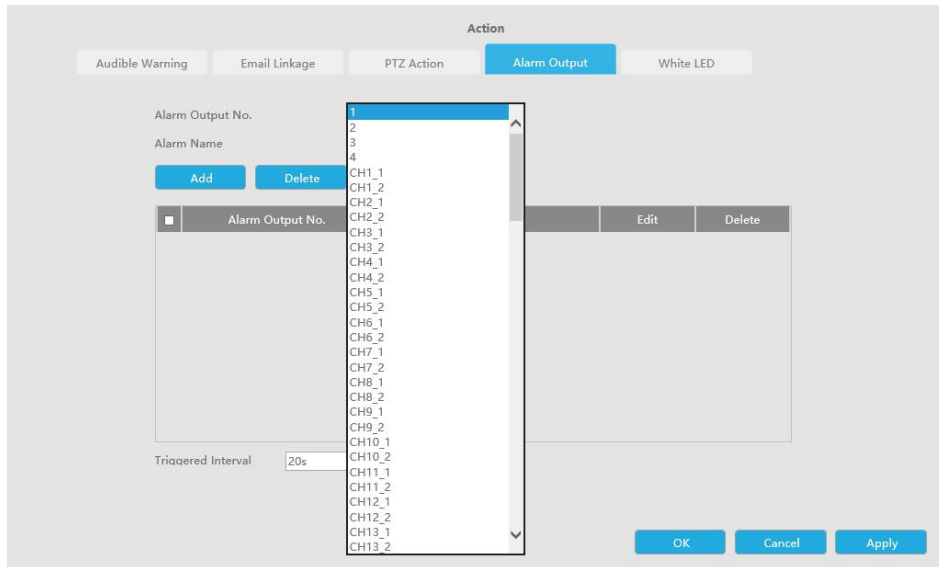 Action
Audible Warning Email Linkage PTZ Action Alarm Output White LED
Alarm Output No.
Alarm Name
Add Delete
Alarm Output No. Edit Delete
1
2
3
4
CH1_1
CH1_2
CH2_1
CH2_2
CH3_1
CH3_2
CH4_1
CH4_2
CH5_1
CH5_2
CH6_1
CH6_2
CH7_1
CH7_2
CH8_1
CH8_2
CH9_1
CH9_2
CH10_1
CH10_2
CH11_1
CH11_2
CH12_1
CH12_2
CH13_1
CH13_2
Triggered Interval 20s
OK Cancel Apply